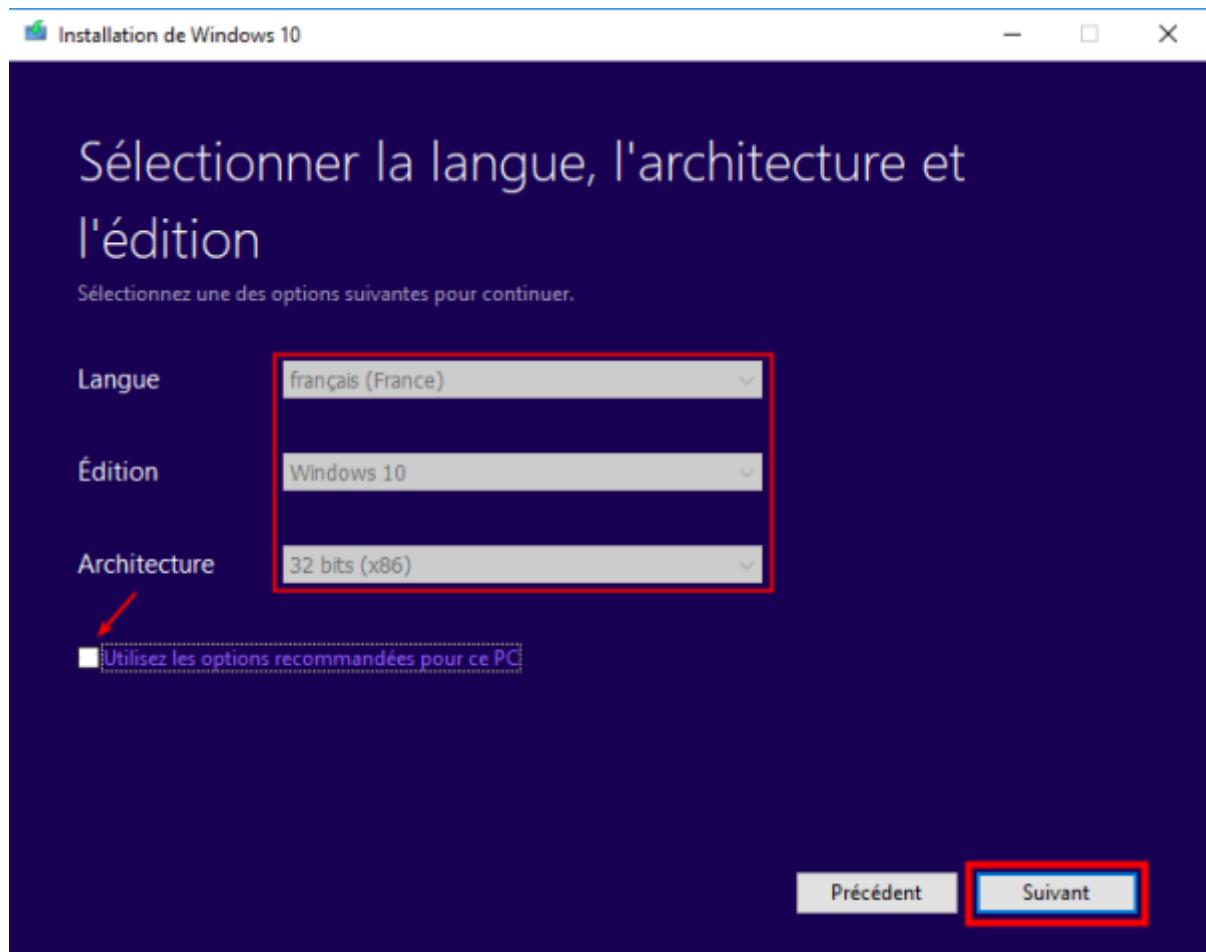 Installation de Windows 10
Sélectionner la langue, l'architecture et
l'édition
Sélectionnez une des options suivantes pour continuer.
Langue
français (France)
Édition
Windows 10
Architecture
32 bits (x86)
Utilisez les options recommandées pour ce PC
Précédent
Suivant